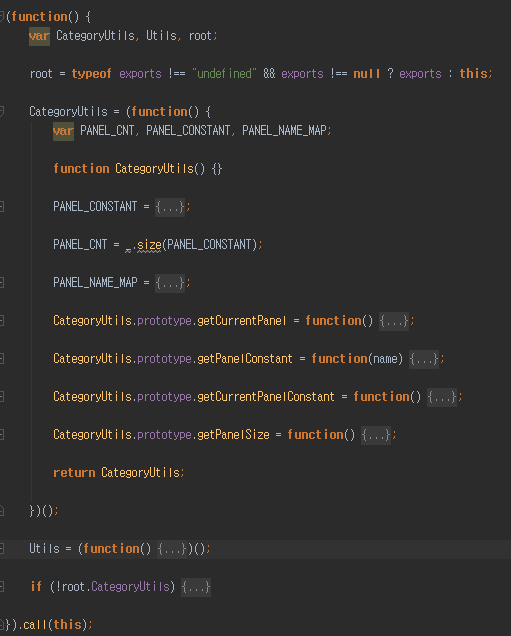 (function() {
var CategoryUtils, Utils, root;
root = typeof exports !== "undefined" && exports !== null ? exports : this;
CategoryUtils = (function() {
var PANEL_CNT, PANEL_CONSTANT, PANEL_NAME_MAP;
function CategoryUtils() {}
PANEL_CONSTANT = {...};
PANEL_CNT = _.size(PANEL_CONSTANT);
PANEL_NAME_MAP = {...};
CategoryUtils.prototype.getCurrentPanel = function() {...};
CategoryUtils.prototype.getPanelConstant = function(name) {...};
CategoryUtils.prototype.getCurrentPanelConstant = function() {...};
CategoryUtils.prototype.getPanelSize = function() {...};
return CategoryUtils;
})();
Utils = (function() {...})();
if (!root.CategoryUtils) {...}
}).call(this);